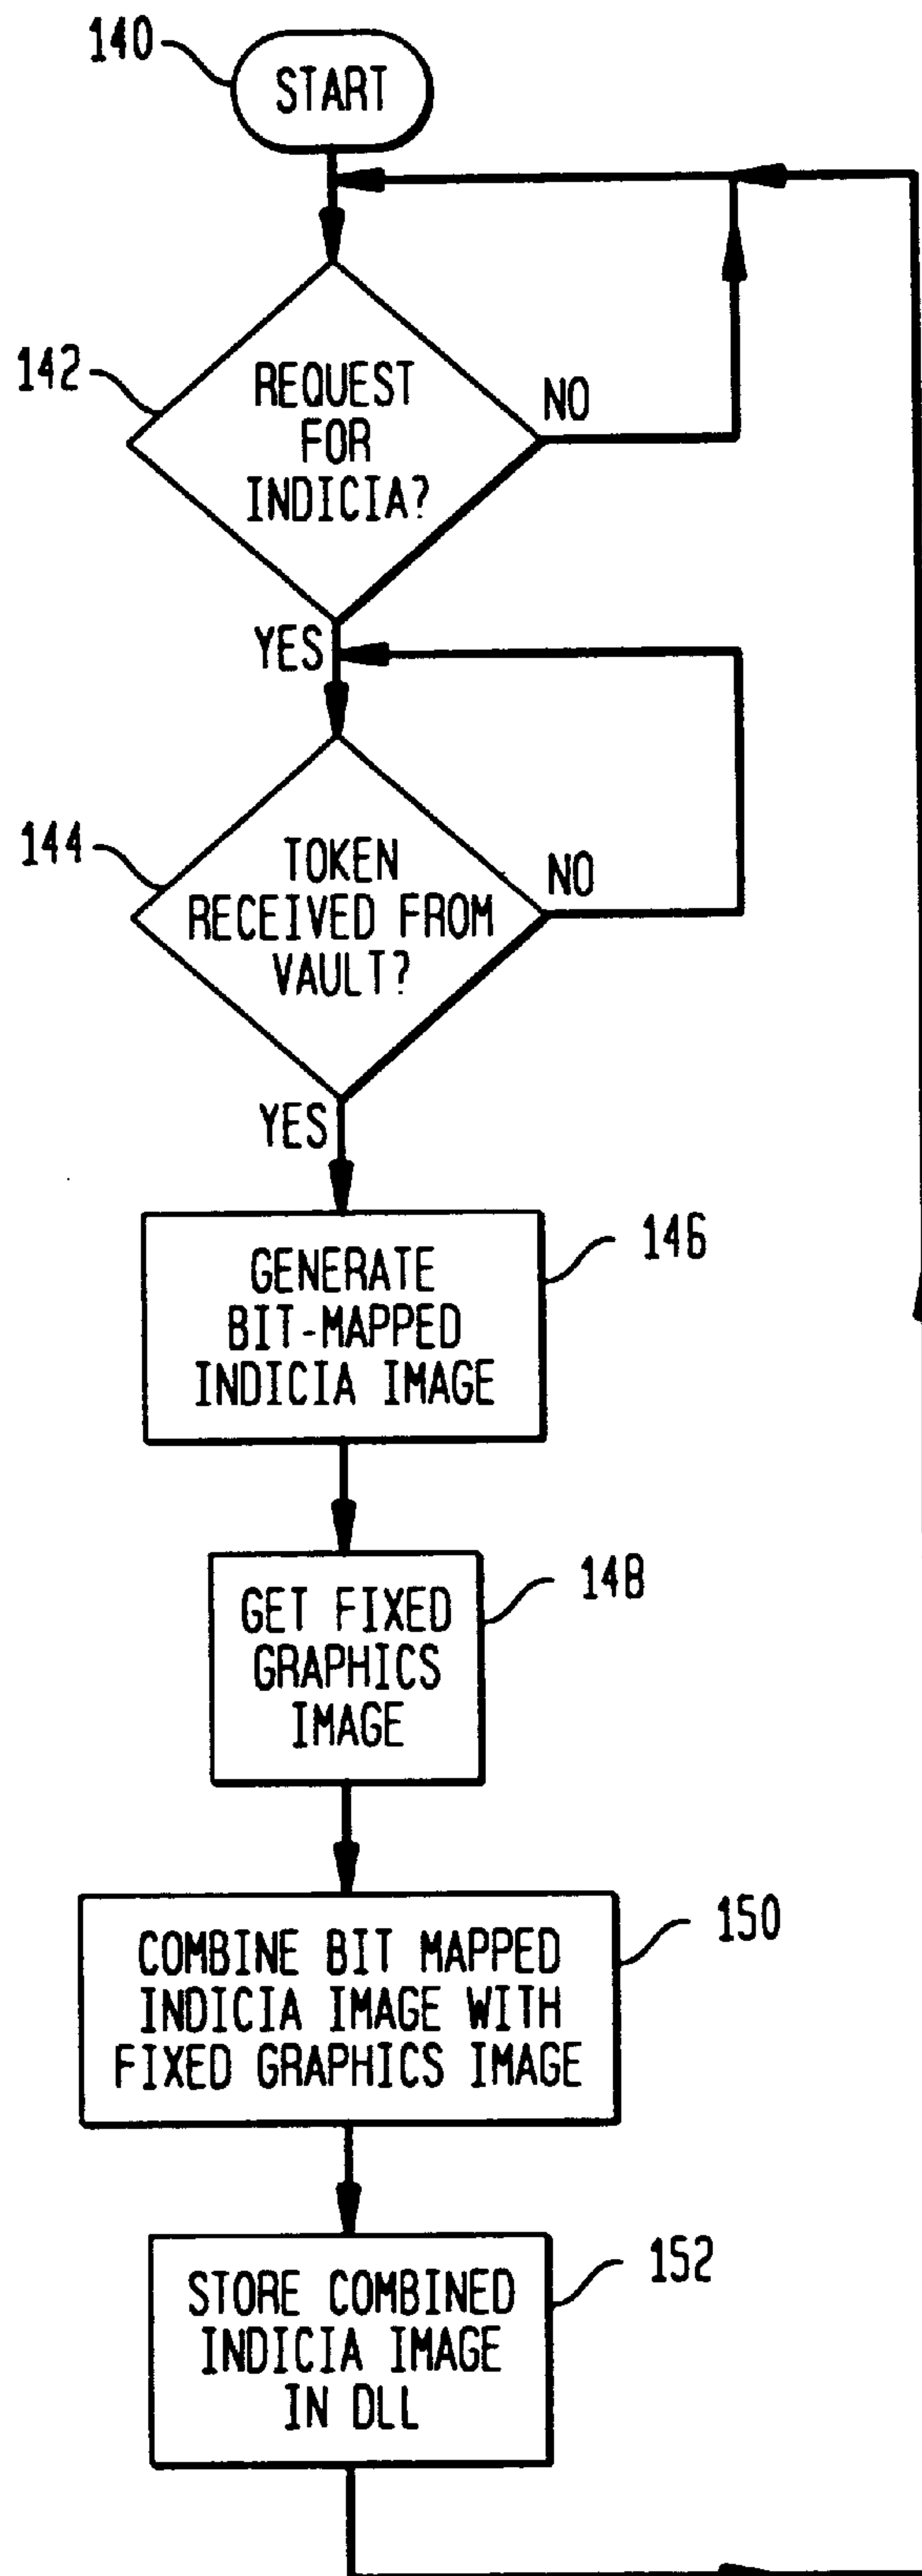 140
START
142
REQUEST
FOR
INDICIA?
NO
YES
144
TOKEN
RECEIVED FROM
VAULT?
NO
YES
146
GENERATE
BIT-MAPPED
INDICIA IMAGE
148
GET FIXED
GRAPHICS
IMAGE
150
COMBINE BIT MAPPED
INDICIA IMAGE WITH
FIXED GRAPHICS IMAGE
152
STORE COMBINED
INDICIA IMAGE
IN DLL